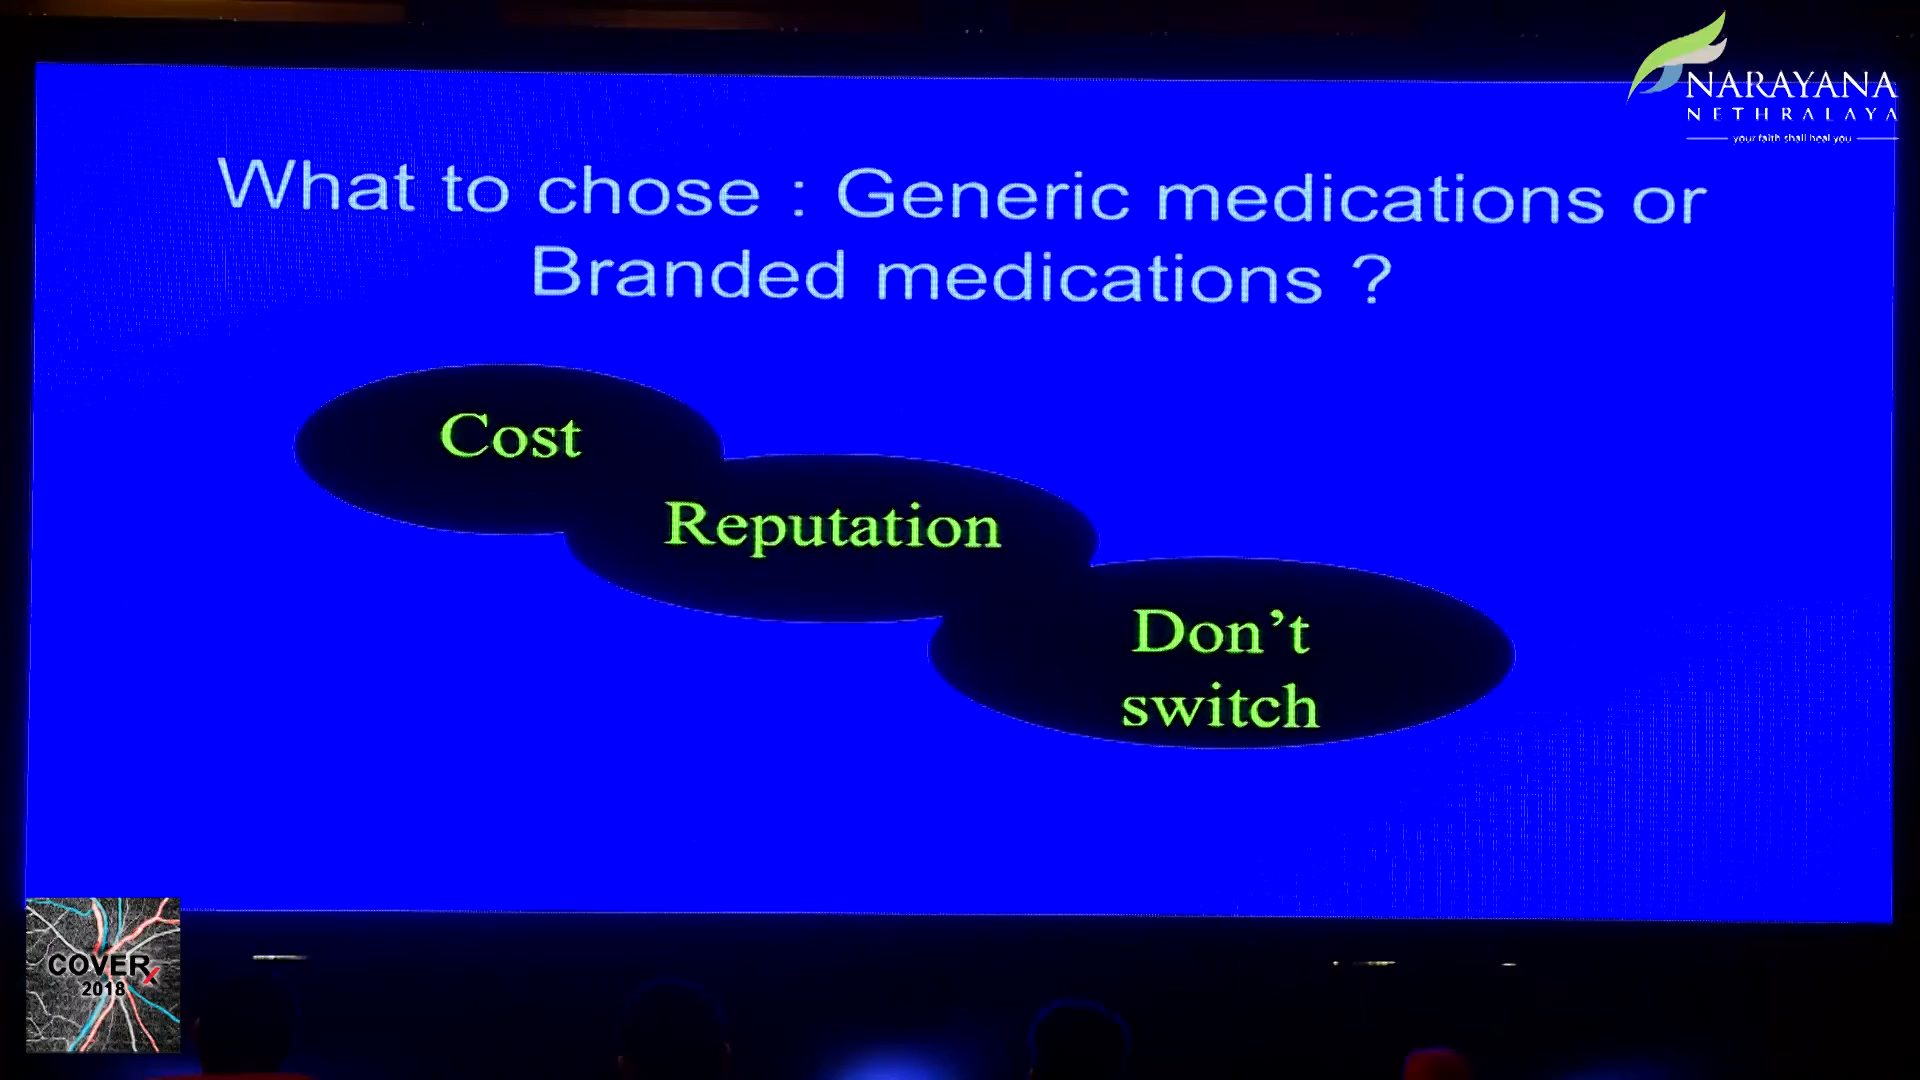 NARAYANA
NETHRALAYA
your faith shall heal you
What to chose : Generic medications or
Branded medications ?
Cost
Reputation
Don’t
switch
COVERx
2018